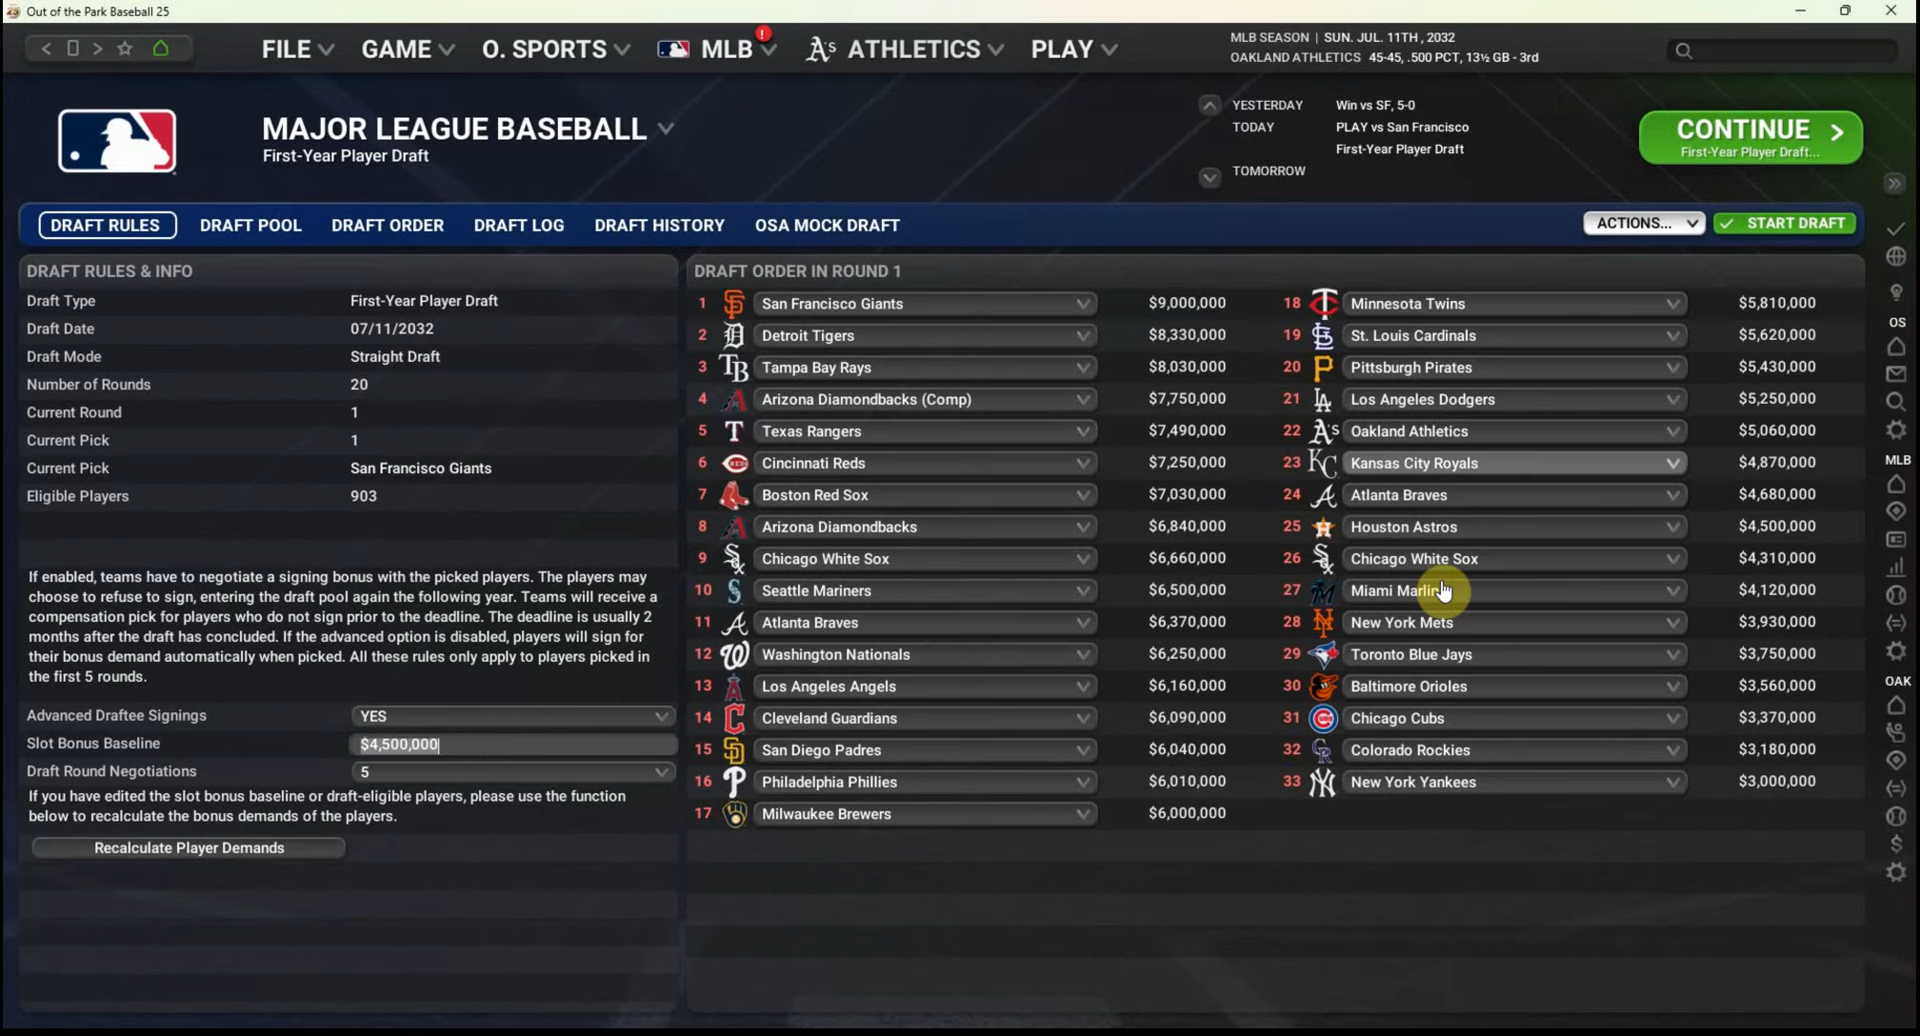 Out of the Park Baseball 25
FILE GAME O. SPORTS MLB ! A's ATHLETICS PLAY
MLB SEASON | SUN. JUL. 11TH , 2032
OAKLAND ATHLETICS 45-45, .500 PCT, 13½ GB - 3rd
MAJOR LEAGUE BASEBALL
First-Year Player Draft
YESTERDAY Win vs SF, 5-0
TODAY PLAY vs San Francisco
First-Year Player Draft
TOMORROW
CONTINUE
First-Year Player Draft...
DRAFT RULES DRAFT POOL DRAFT ORDER DRAFT LOG DRAFT HISTORY OSA MOCK DRAFT ACTIONS... START DRAFT
DRAFT RULES & INFO
Draft Type First-Year Player Draft
Draft Date 07/11/2032
Draft Mode Straight Draft
Number of Rounds 20
Current Round 1
Current Pick 1
Current Pick San Francisco Giants
Eligible Players 903
If enabled, teams have to negotiate a signing bonus with the picked players. The players may
choose to refuse to sign, entering the draft pool again the following year. Teams will receive a
compensation pick for players who do not sign prior to the deadline. The deadline is usually 2
months after the draft has concluded. If the advanced option is disabled, players will sign for
their bonus demand automatically when picked. All these rules only apply to players picked in
the first 5 rounds.
Advanced Draftee Signings YES
Slot Bonus Baseline $4,500,000
Draft Round Negotiations 5
If you have edited the slot bonus baseline or draft-eligible players, please use the function
below to recalculate the bonus demands of the players.
Recalculate Player Demands
DRAFT ORDER IN ROUND 1
1 SF San Francisco Giants $9,000,000
2 D Detroit Tigers $8,330,000
3 TB Tampa Bay Rays $8,030,000
4 A Arizona Diamondbacks (Comp) $7,750,000
5 T Texas Rangers $7,490,000
6 REDS Cincinnati Reds $7,250,000
7 Boston Red Sox $7,030,000
8 A Arizona Diamondbacks $6,840,000
9 Sox Chicago White Sox $6,660,000
10 S Seattle Mariners $6,500,000
11 A Atlanta Braves $6,370,000
12 W Washington Nationals $6,250,000
13 A Los Angeles Angels $6,160,000
14 C Cleveland Guardians $6,090,000
15 SD San Diego Padres $6,040,000
16 P Philadelphia Phillies $6,010,000
17 Milwaukee Brewers $6,000,000
18 TC Minnesota Twins $5,810,000
19 STL St. Louis Cardinals $5,620,000
20 P Pittsburgh Pirates $5,430,000
21 LA Los Angeles Dodgers $5,250,000
22 A's Oakland Athletics $5,060,000
23 KC Kansas City Royals $4,870,000
24 A Atlanta Braves $4,680,000
25 H Houston Astros $4,500,000
26 Sox Chicago White Sox $4,310,000
27 M Miami Marlin $4,120,000
28 NY New York Mets $3,930,000
29 Toronto Blue Jays $3,750,000
30 Baltimore Orioles $3,560,000
31 CUBS Chicago Cubs $3,370,000
32 CR Colorado Rockies $3,180,000
33 NY New York Yankees $3,000,000
OS
MLB
OAK
$